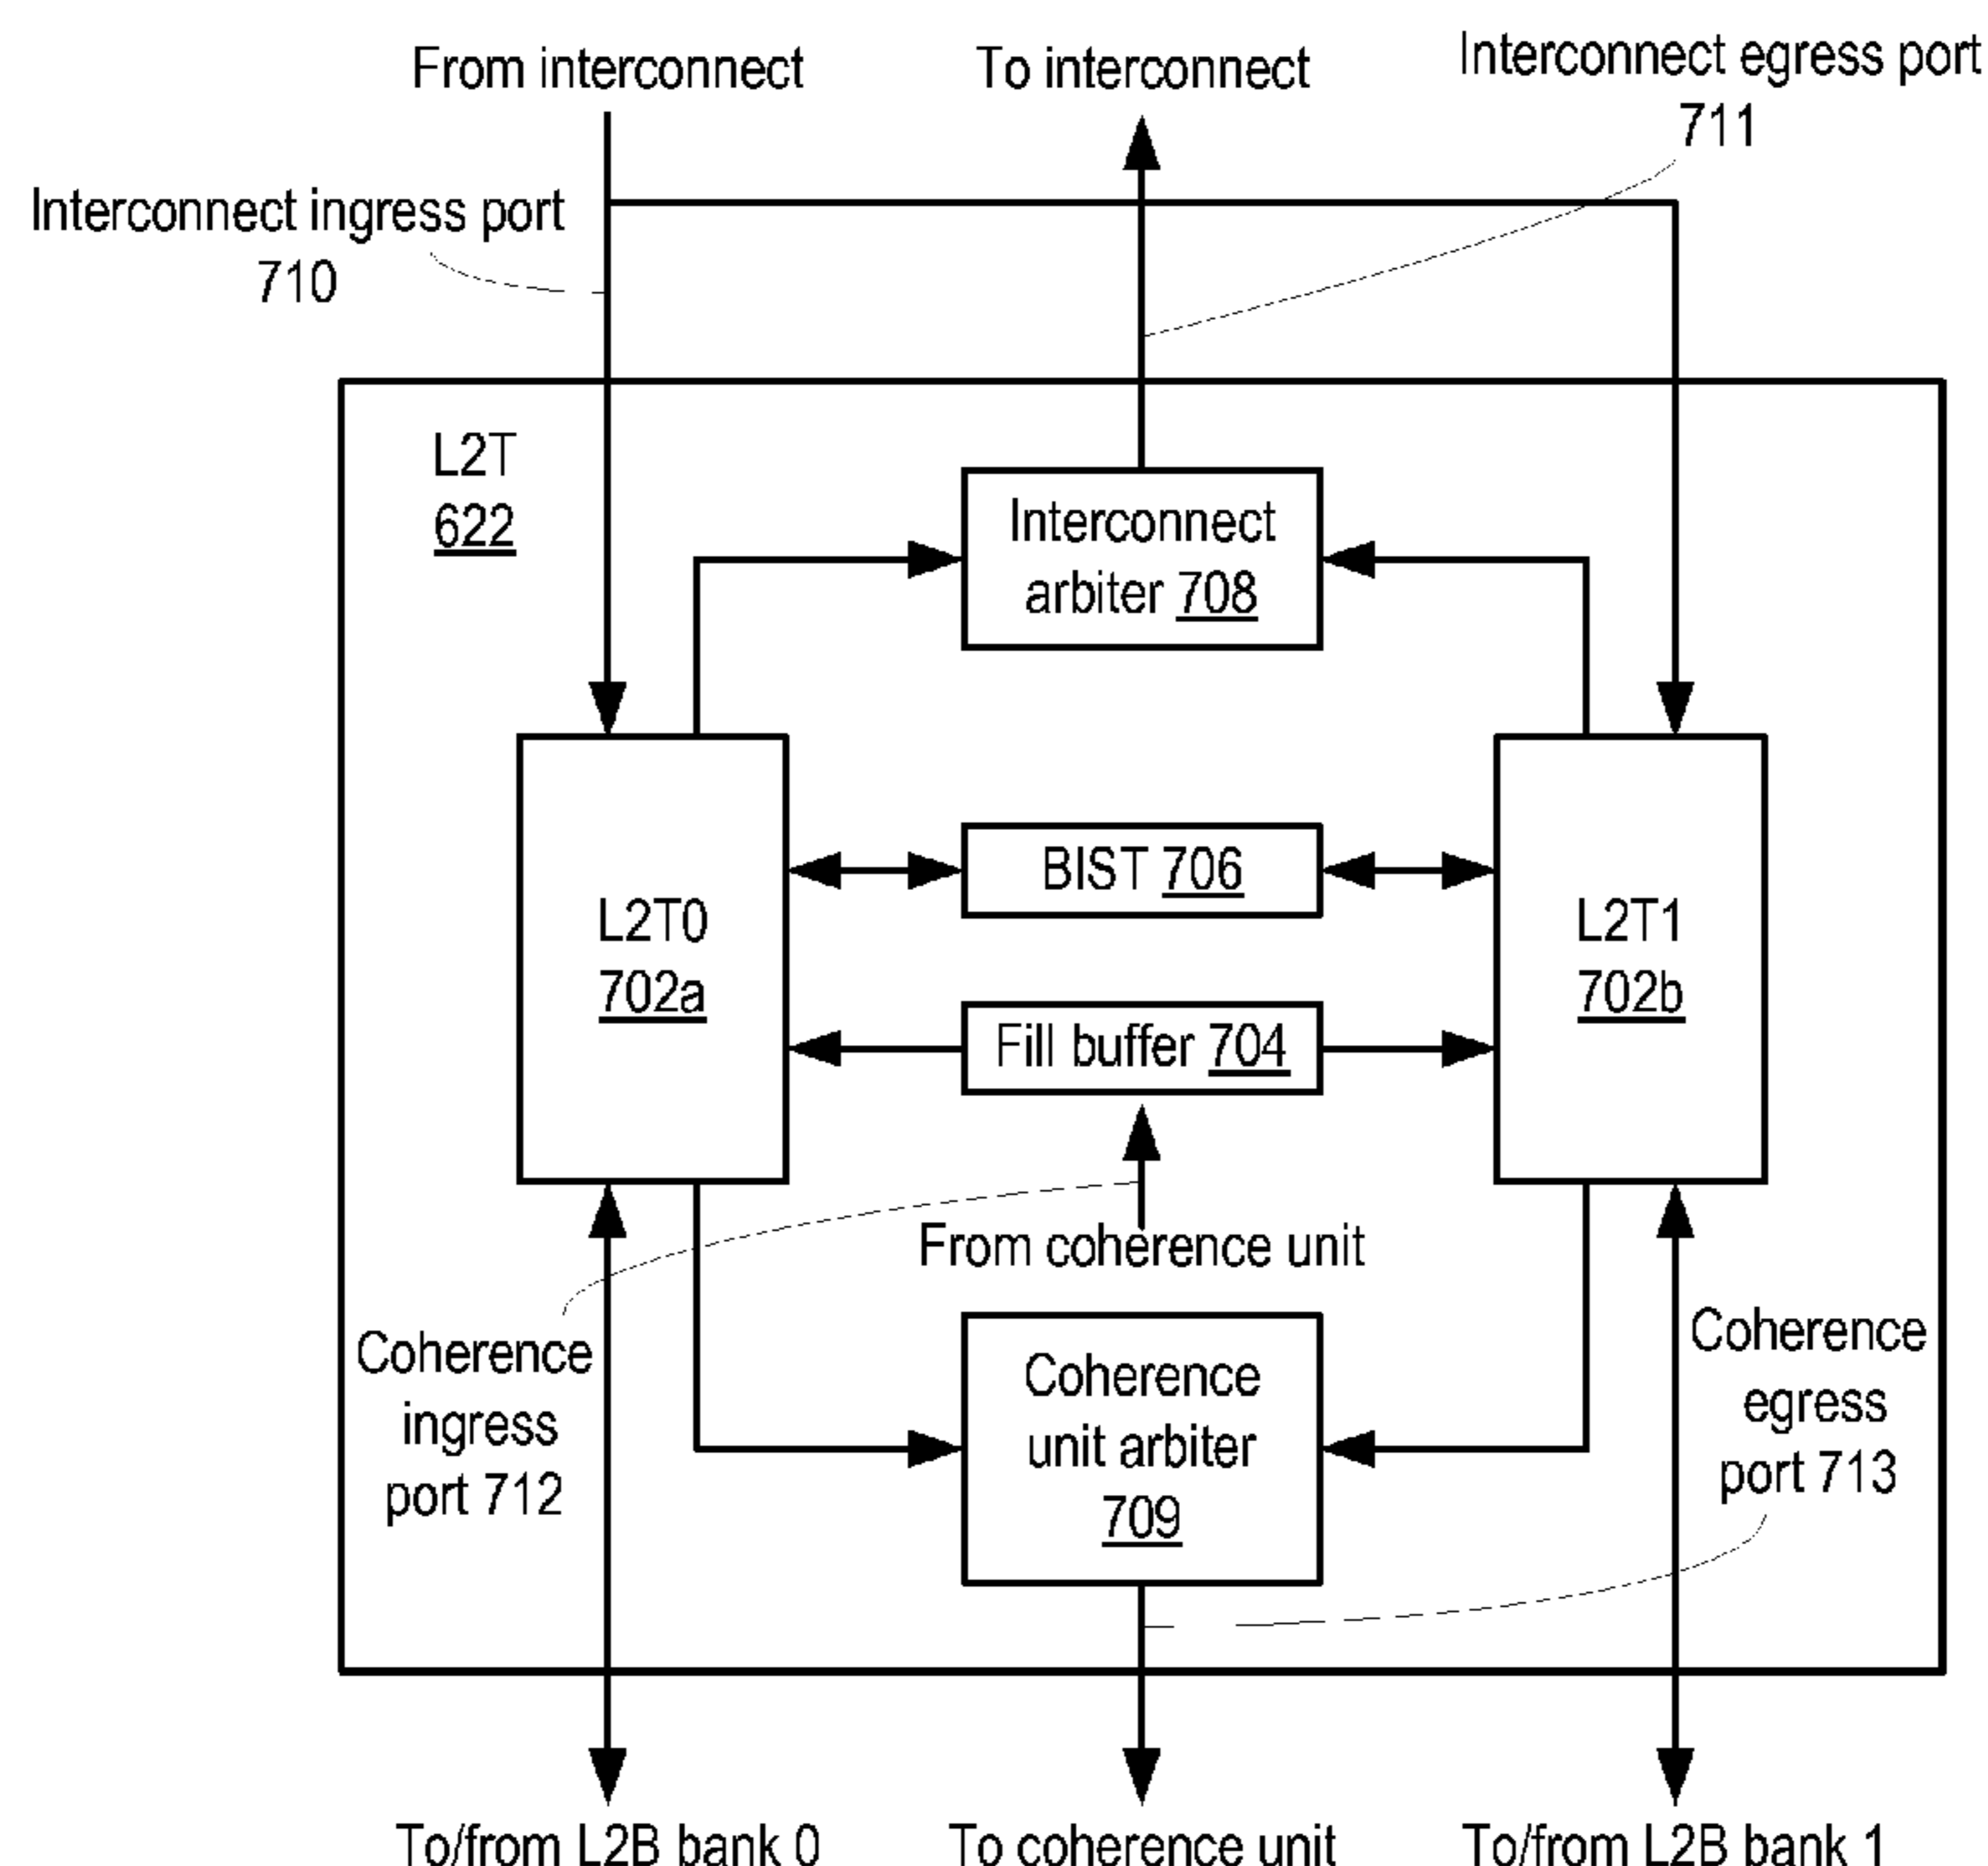 From interconnect
To interconnect
Interconnect egress port
711
Interconnect ingress port
710
L2T
622
Interconnect
arbiter 708
BIST 706
L2T0
702a
L2T1
702b
Fill buffer 704
From coherence unit
Coherence
ingress
port 712
Coherence
unit arbiter
709
Coherence
egress
port 713
To/from L2B bank 0
To coherence unit
To/from L2B bank 1